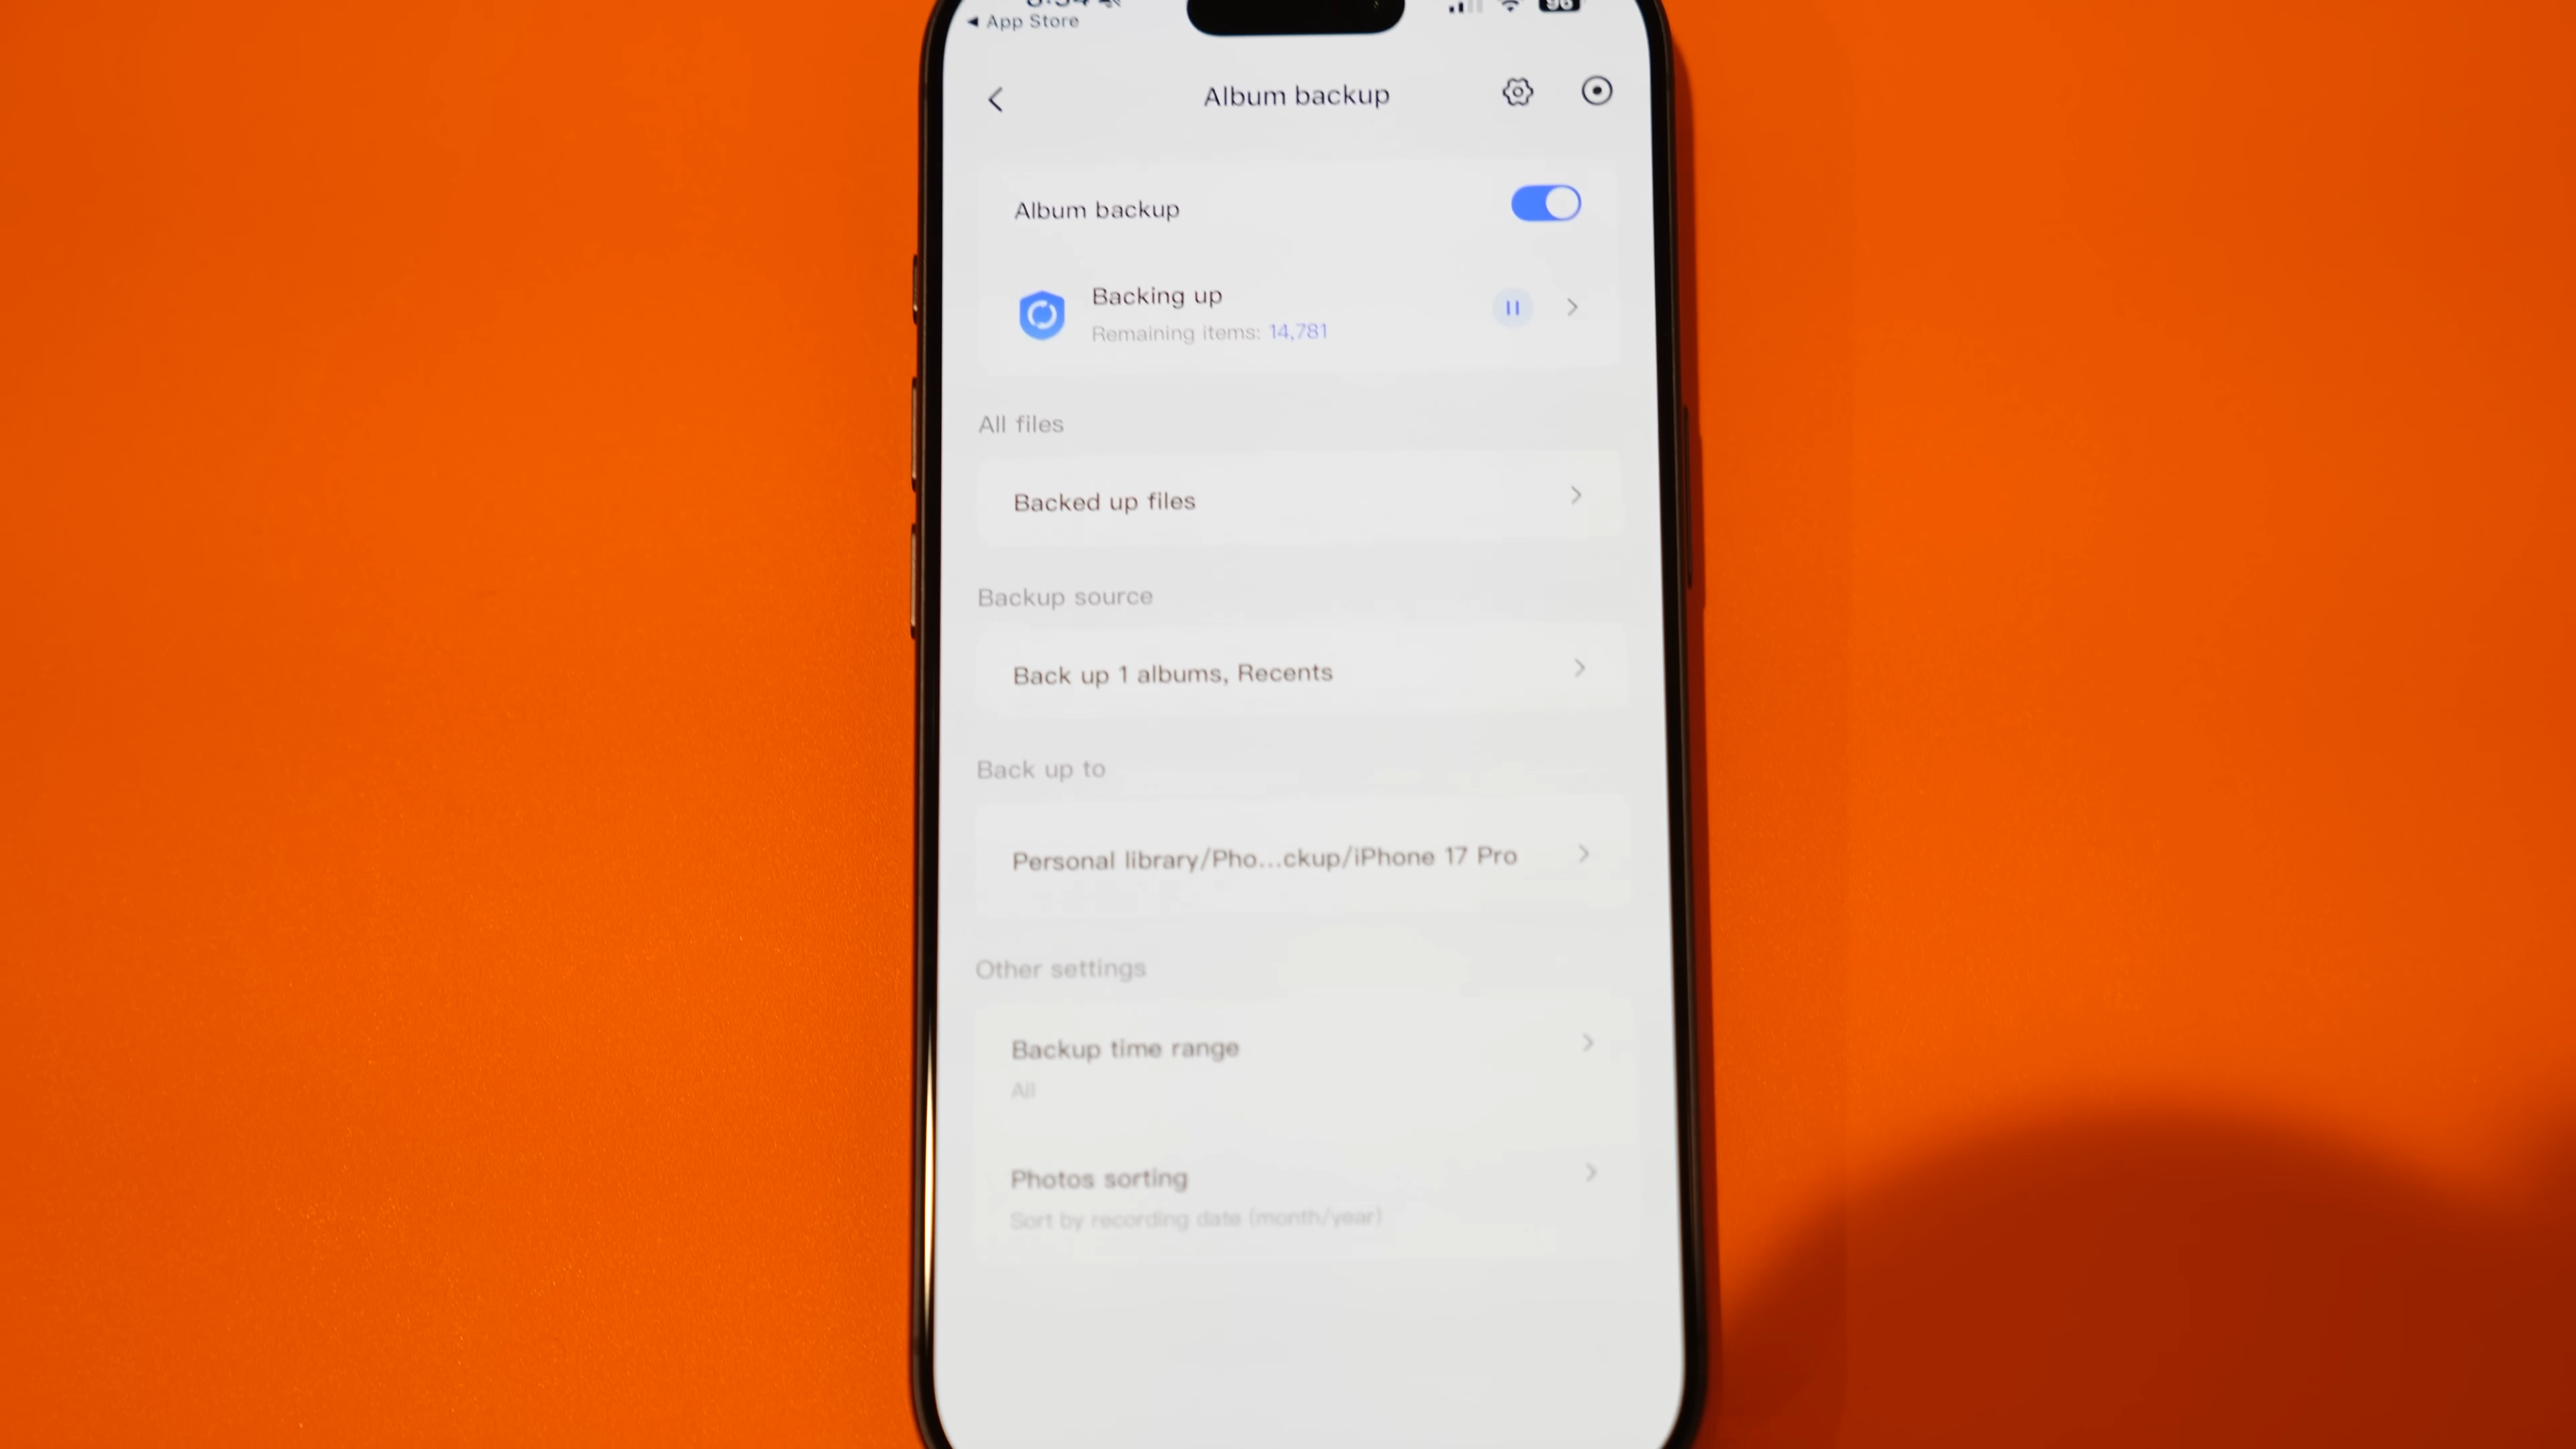 ◄ App Store
Album backup
Album backup
Backing up
Remaining items: 14,781
All files
Backed up files
Backup source
Back up 1 albums, Recents
Back up to
Personal library/Pho...ckup/iPhone 17 Pro
Other settings
Backup time range
All
Photos sorting
Sort by recording date (month/year)